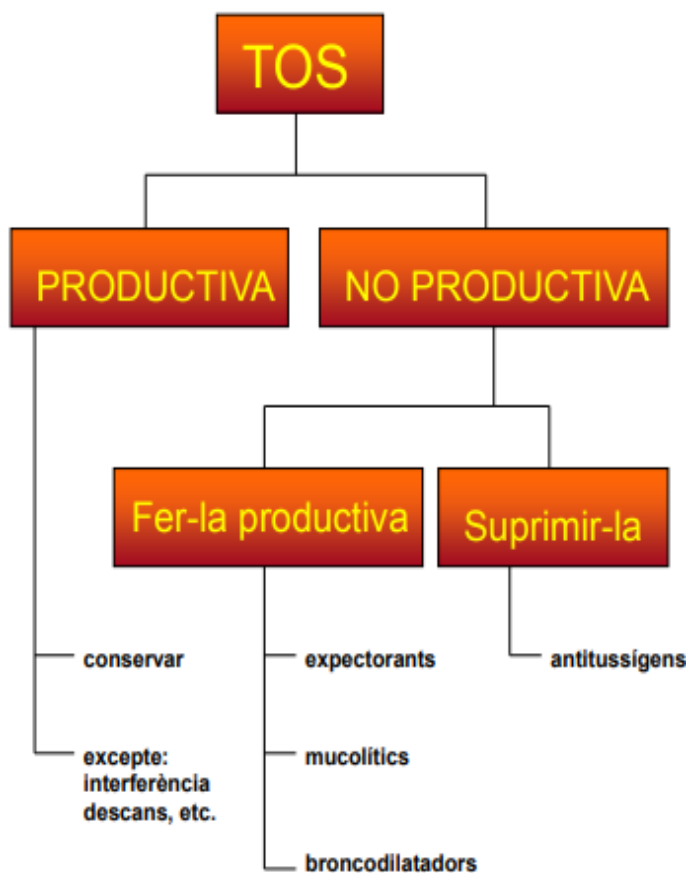 TOS
PRODUCTIVA
NO PRODUCTIVA
Fer-la productiva
Suprimir-la
conservar
excepte:
interferència
descans, etc.
expectorants
mucolítics
broncodilatadors
antitussígens